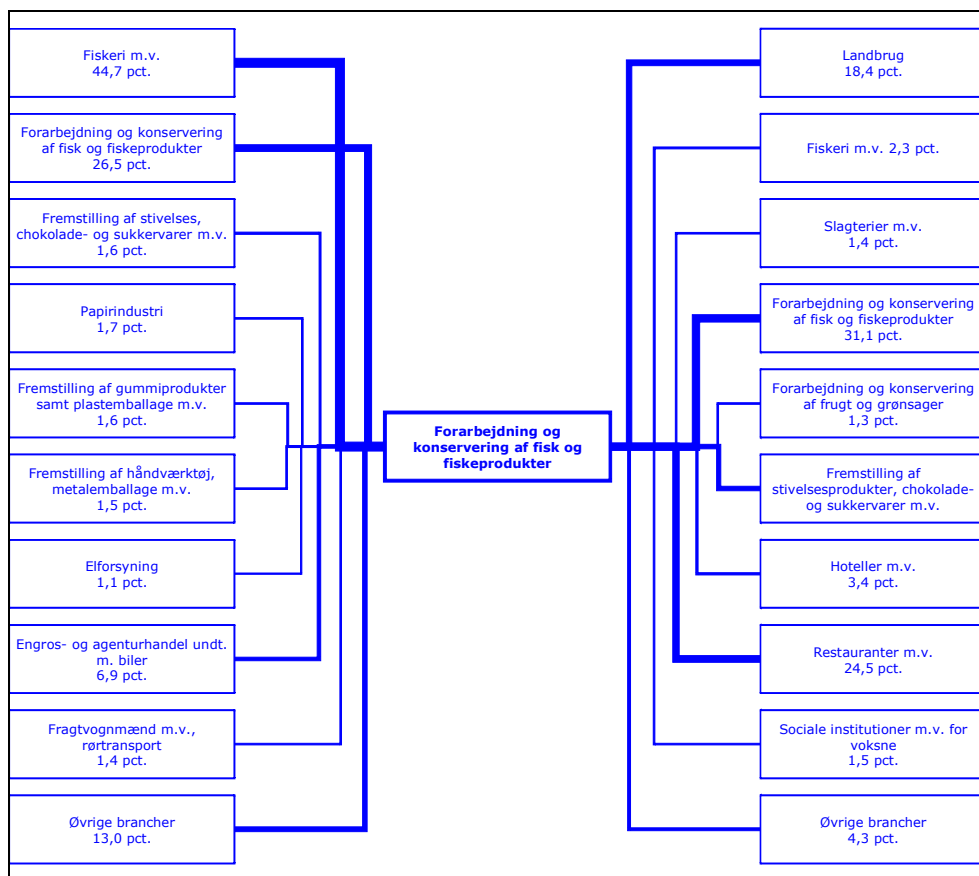 Fiskeri m.v.
44,7 pct.
Forarbejdning og konservering
af fisk og fiskeprodukter
26,5 pct.
Fremstilling af stivelses,
chokolade- og sukkervarer m.v.
1,6 pct.
Papirindustri
1,7 pct.
Fremstilling af gummiprodukter
samt plastemballage m.v.
1,6 pct.
Fremstilling af håndværktøj,
metalemballage m.v.
1,5 pct.
Elforsyning
1,1 pct.
Engros- og agenturhandel undt.
m. biler
6,9 pct.
Fragtvognmænd m.v.,
rørtransport
1,4 pct.
Øvrige brancher
13,0 pct.
Forarbejdning og
konservering af fisk og
fiskeprodukter
Landbrug
18,4 pct.
Fiskeri m.v. 2,3 pct.
Slagterier m.v.
1,4 pct.
Forarbejdning og konservering
af fisk og fiskeprodukter
31,1 pct.
Forarbejdning og konservering
af frugt og grønsager
1,3 pct.
Fremstilling af
stivelsesprodukter, chokolade-
og sukkervarer m.v.
Hoteller m.v.
3,4 pct.
Restauranter m.v.
24,5 pct.
Sociale institutioner m.v. for
voksne
1,5 pct.
Øvrige brancher
4,3 pct.